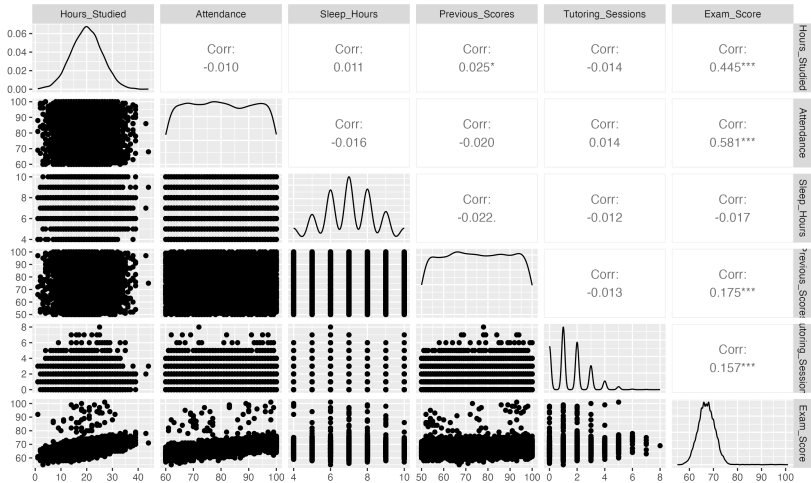 Hours_Studied Attendance Sleep_Hours Previous_Scores Tutoring_Sessions Exam_Score
0.06
0.04
0.02
0.00
Corr:
-0.010
Corr:
0.011
Corr:
0.025*
Corr:
-0.014
Corr:
0.445***
Hours_Studied
100
90
80
70
60
Corr:
-0.016
Corr:
-0.020
Corr:
0.014
Corr:
0.581***
Attendance
10
8
6
4
Corr:
-0.022.
Corr:
-0.012
Corr:
-0.017
Sleep_Hours
100
90
80
70
60
50
Corr:
-0.013
Corr:
0.175***
Previous_Scores
8
6
4
2
0
Corr:
0.157***
Tutoring_Session
100
90
80
70
60
Exam_Score
0 10 20 30 40 60 70 80 90 100 4 6 8 10 50 60 70 80 90 100 0 2 4 6 8 60 70 80 90 100